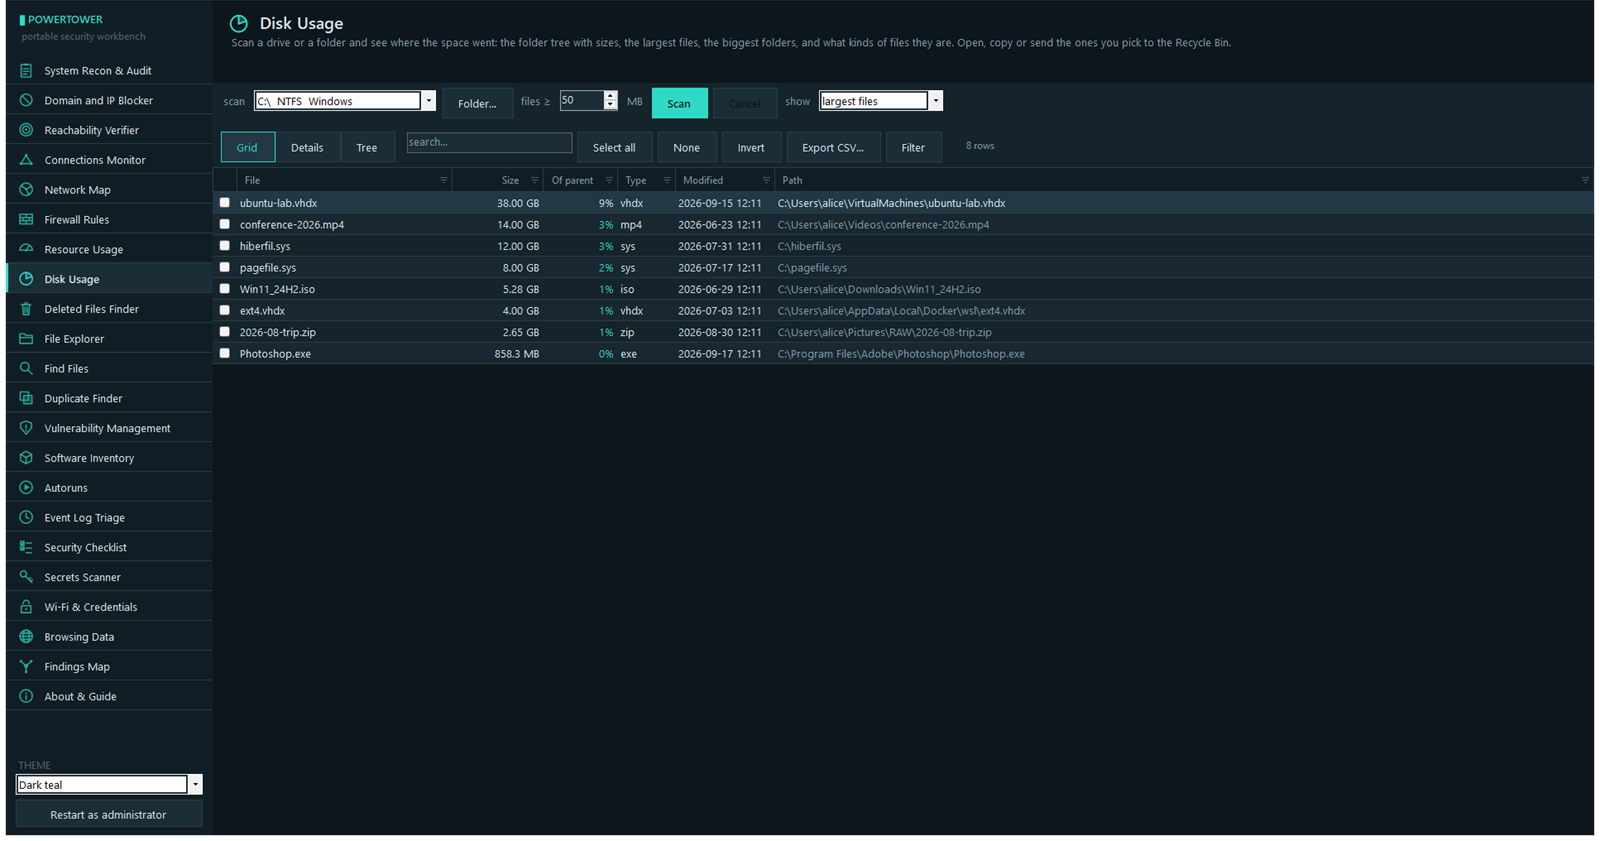 POWERTOWER
portable security workbench
System Recon & Audit
Domain and IP Blocker
Reachability Verifier
Connections Monitor
Network Map
Firewall Rules
Resource Usage
Disk Usage
Deleted Files Finder
File Explorer
Find Files
Duplicate Finder
Vulnerability Management
Software Inventory
Autoruns
Event Log Triage
Security Checklist
Secrets Scanner
Wi-Fi & Credentials
Browsing Data
Findings Map
About & Guide
THEME
Dark teal
Restart as administrator
Disk Usage
Scan a drive or a folder and see where the space went: the folder tree with sizes, the largest files, the biggest folders, and what kinds of files they are. Open, copy or send the ones you pick to the Recycle Bin.
scan C:\ NTFS Windows Folder... files ≥ 50 MB Scan Cancel show largest files
Grid Details Tree search... Select all None Invert Export CSV... Filter 8 rows
File Size Of parent Type Modified Path
ubuntu-lab.vhdx 38.00 GB 9% vhdx 2026-09-15 12:11 C:\Users\alice\VirtualMachines\ubuntu-lab.vhdx
conference-2026.mp4 14.00 GB 3% mp4 2026-06-23 12:11 C:\Users\alice\Videos\conference-2026.mp4
hiberfil.sys 12.00 GB 3% sys 2026-07-31 12:11 C:\hiberfil.sys
pagefile.sys 8.00 GB 2% sys 2026-07-17 12:11 C:\pagefile.sys
Win11_24H2.iso 5.28 GB 1% iso 2026-06-29 12:11 C:\Users\alice\Downloads\Win11_24H2.iso
ext4.vhdx 4.00 GB 1% vhdx 2026-07-03 12:11 C:\Users\alice\AppData\Local\Docker\wsl\ext4.vhdx
2026-08-trip.zip 2.65 GB 1% zip 2026-08-30 12:11 C:\Users\alice\Pictures\RAW\2026-08-trip.zip
Photoshop.exe 858.3 MB 0% exe 2026-09-17 12:11 C:\Program Files\Adobe\Photoshop\Photoshop.exe